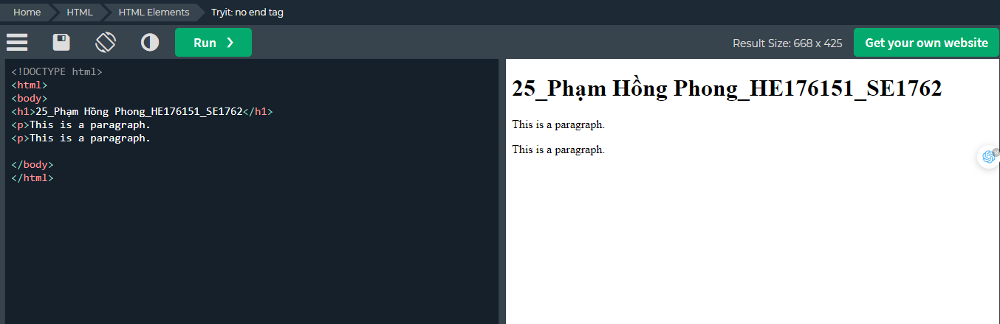 Home HTML HTML Elements Tryit: no end tag
Run ❯ Result Size: 668 x 425 Get your own website
<!DOCTYPE html>
<html>
<body>
<h1>25_Phạm Hồng Phong_HE176151_SE1762</h1>
<p>This is a paragraph.
<p>This is a paragraph.
</body>
</html>
25_Phạm Hồng Phong_HE176151_SE1762
This is a paragraph.
This is a paragraph.